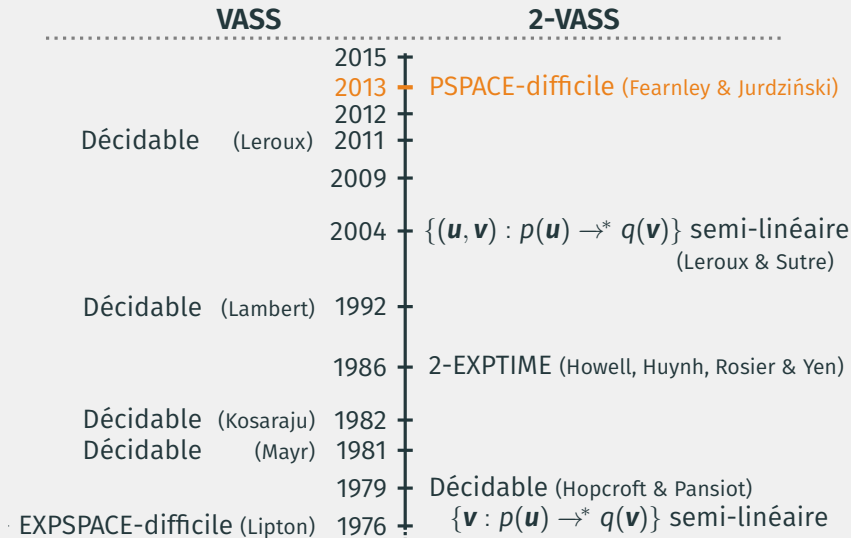 VASS 2-VASS
2015
2013 PSPACE-difficile (Fearnley & Jurdziński)
2012
Décidable (Leroux) 2011
2009
2004 {(u, v) : p(u) →* q(v)} semi-linéaire
(Leroux & Sutre)
Décidable (Lambert) 1992
1986 2-EXPTIME (Howell, Huynh, Rosier & Yen)
Décidable (Kosaraju) 1982
Décidable (Mayr) 1981
1979 Décidable (Hopcroft & Pansiot)
EXPSPACE-difficile (Lipton) 1976 {v : p(u) →* q(v)} semi-linéaire